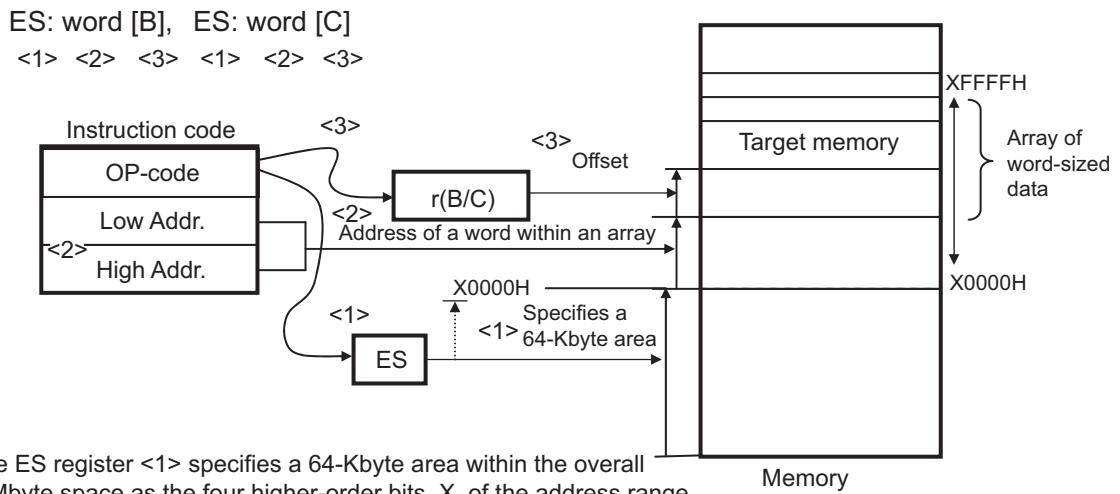 ES: word [B], ES: word [C]
<1> <2> <3> <1> <2> <3>
XFFFFH
Instruction code
<3>
<3>
Offset
Target memory
Array of
word-sized
data
OP-code
r(B/C)
Low Addr.
<2>
Address of a word within an array
<2>
High Addr.
X0000H
X0000H
<1>
<1>
Specifies a
64-Kbyte area
ES
ES register <1> specifies a 64-Kbyte area within the overall
space as the four higher-order bits, X, of the address range
Memory